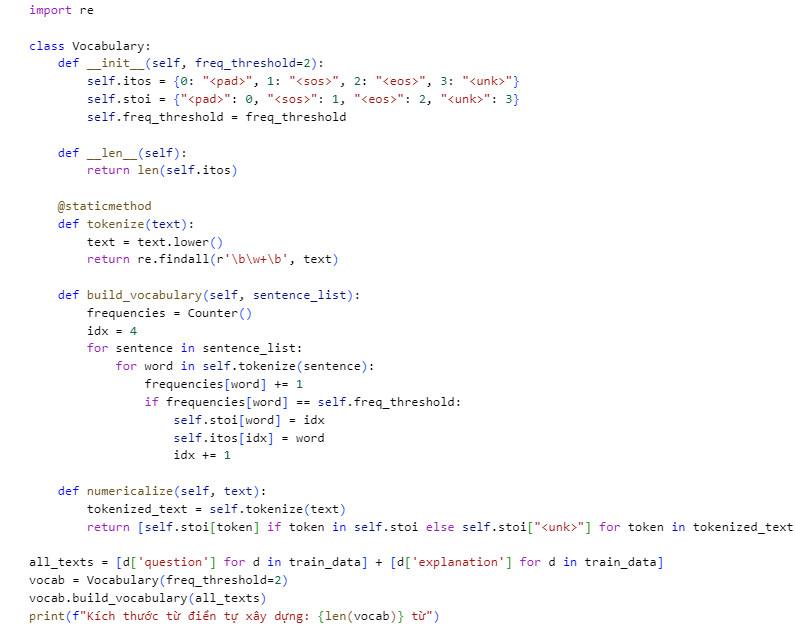 import re

class Vocabulary:
    def __init__(self, freq_threshold=2):
        self.itos = {0: "<pad>", 1: "<sos>", 2: "<eos>", 3: "<unk>"}
        self.stoi = {"<pad>": 0, "<sos>": 1, "<eos>": 2, "<unk>": 3}
        self.freq_threshold = freq_threshold

    def __len__(self):
        return len(self.itos)

    @staticmethod
    def tokenize(text):
        text = text.lower()
        return re.findall(r'\b\w+\b', text)

    def build_vocabulary(self, sentence_list):
        frequencies = Counter()
        idx = 4
        for sentence in sentence_list:
            for word in self.tokenize(sentence):
                frequencies[word] += 1
                if frequencies[word] == self.freq_threshold:
                    self.stoi[word] = idx
                    self.itos[idx] = word
                    idx += 1

    def numericalize(self, text):
        tokenized_text = self.tokenize(text)
        return [self.stoi[token] if token in self.stoi else self.stoi["<unk>"] for token in tokenized_text

all_texts = [d['question'] for d in train_data] + [d['explanation'] for d in train_data]
vocab = Vocabulary(freq_threshold=2)
vocab.build_vocabulary(all_texts)
print(f"Kích thước từ điển tự xây dựng: {len(vocab)} từ")